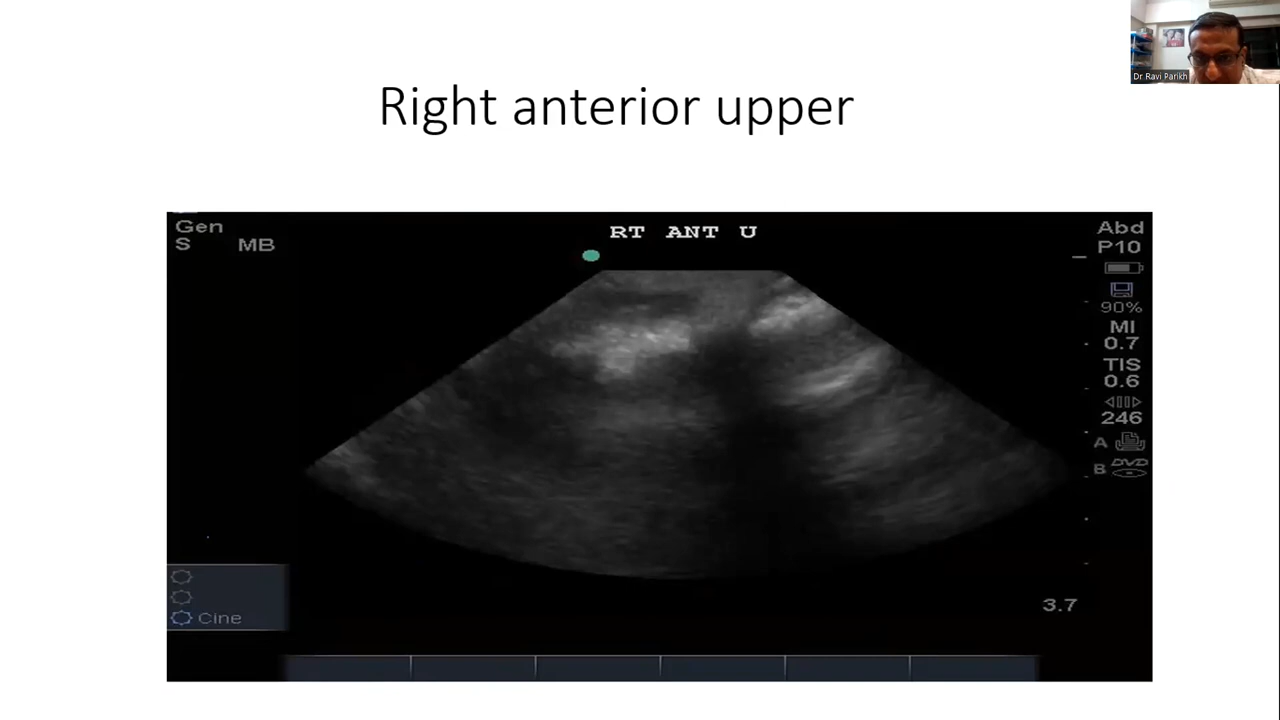 Dr Ravi Parikh
Right anterior upper
Gen
S MB
RT ANT U
Abd
P10
90%
MI
0.7
TIS
0.6
246
A
B DVD
Cine
3.7